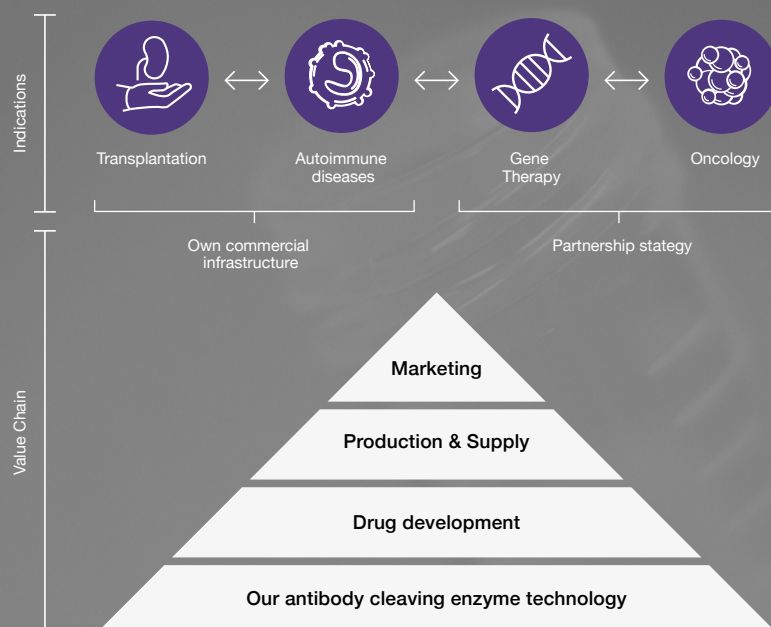 Indications
Transplantation
Autoimmune
diseases
Gene
Therapy
Oncology
Own commercial
infrastructure
Partnership stategy
Value Chain
Marketing
Production & Supply
Drug development
Our antibody cleaving enzyme technology